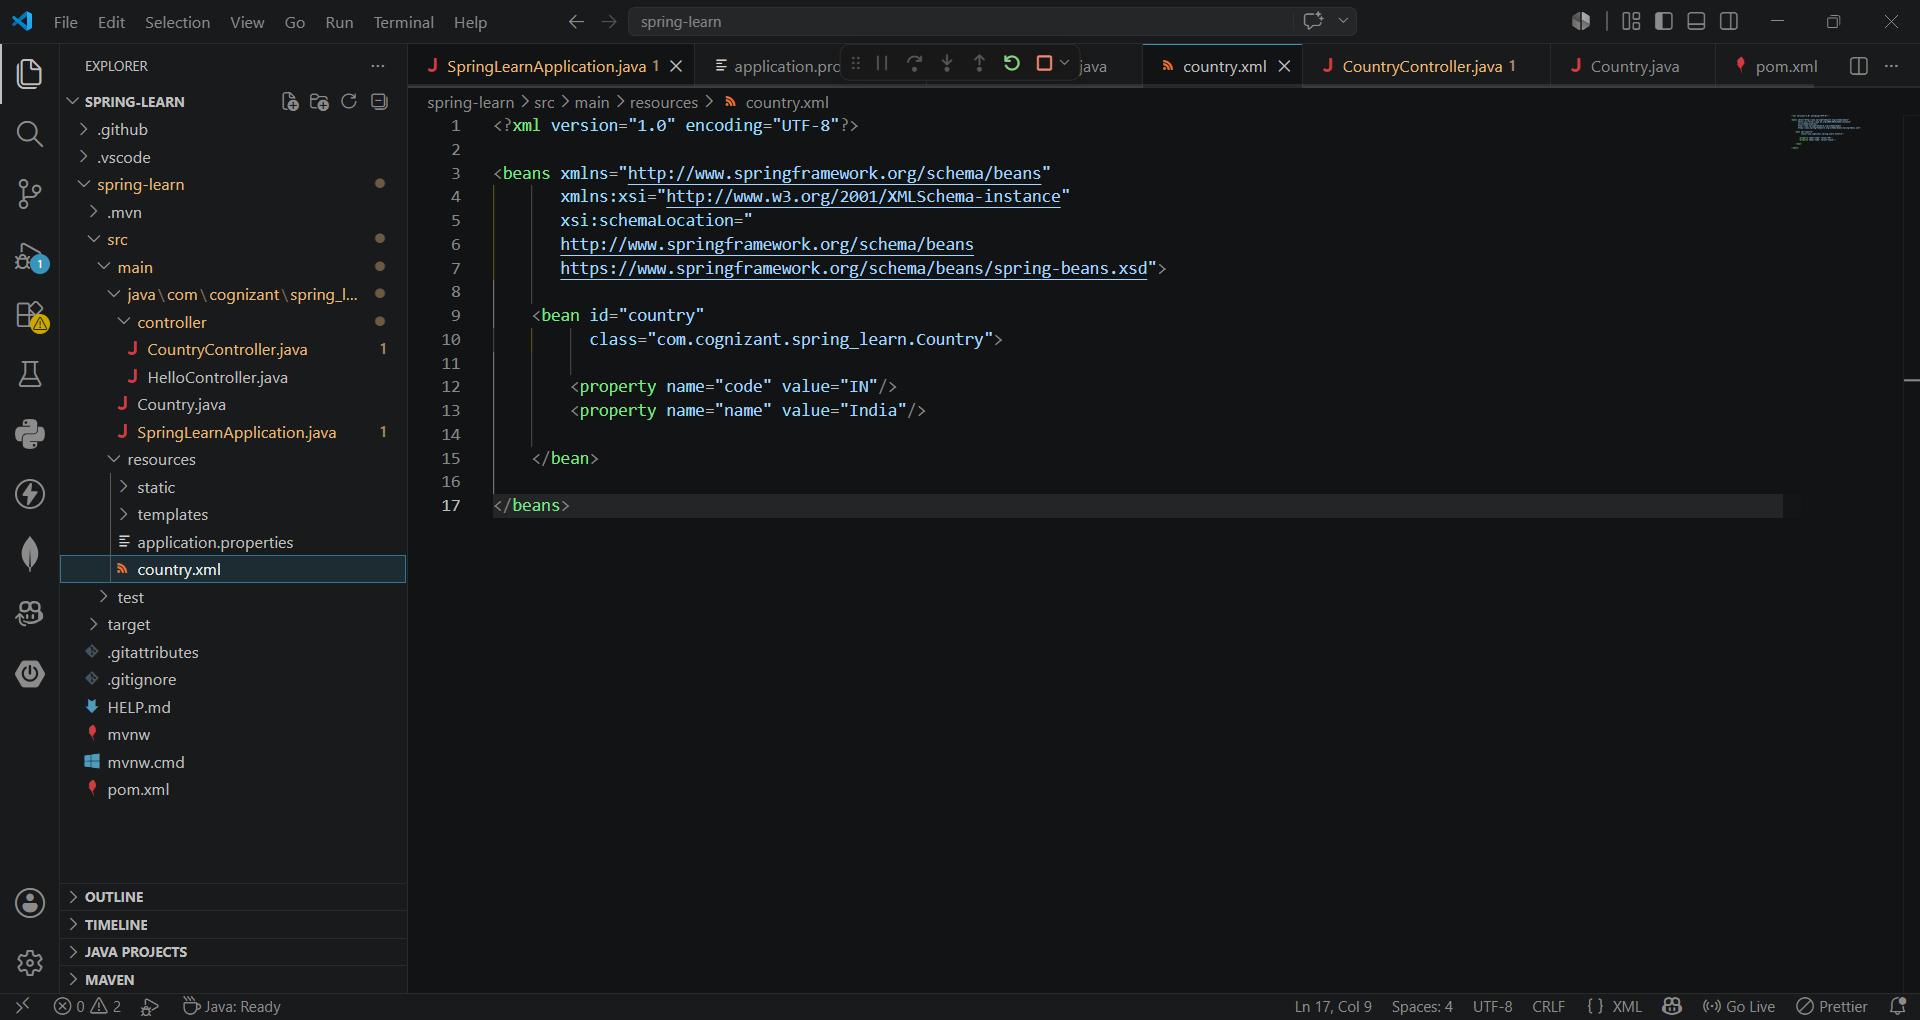 File Edit Selection View Go Run Terminal Help
spring-learn
EXPLORER
SPRING-LEARN
.github
.vscode
spring-learn
.mvn
src
main
java\com\cognizant\spring_l...
controller
CountryController.java 1
HelloController.java
Country.java
SpringLearnApplication.java 1
resources
static
templates
application.properties
country.xml
test
target
.gitattributes
.gitignore
HELP.md
mvnw
mvnw.cmd
pom.xml
OUTLINE
TIMELINE
JAVA PROJECTS
MAVEN
1
SpringLearnApplication.java 1 application.pro java country.xml CountryController.java 1 Country.java pom.xml
spring-learn > src > main > resources > country.xml
1 <?xml version="1.0" encoding="UTF-8"?>
2
3 <beans xmlns="http://www.springframework.org/schema/beans"
4 xmlns:xsi="http://www.w3.org/2001/XMLSchema-instance"
5 xsi:schemaLocation="
6 http://www.springframework.org/schema/beans
7 https://www.springframework.org/schema/beans/spring-beans.xsd">
8
9 <bean id="country"
10 class="com.cognizant.spring_learn.Country">
11
12 <property name="code" value="IN"/>
13 <property name="name" value="India"/>
14
15 </bean>
16
17 </beans>
0 2 Java: Ready
Ln 17, Col 9 Spaces: 4 UTF-8 CRLF {} XML Go Live Prettier